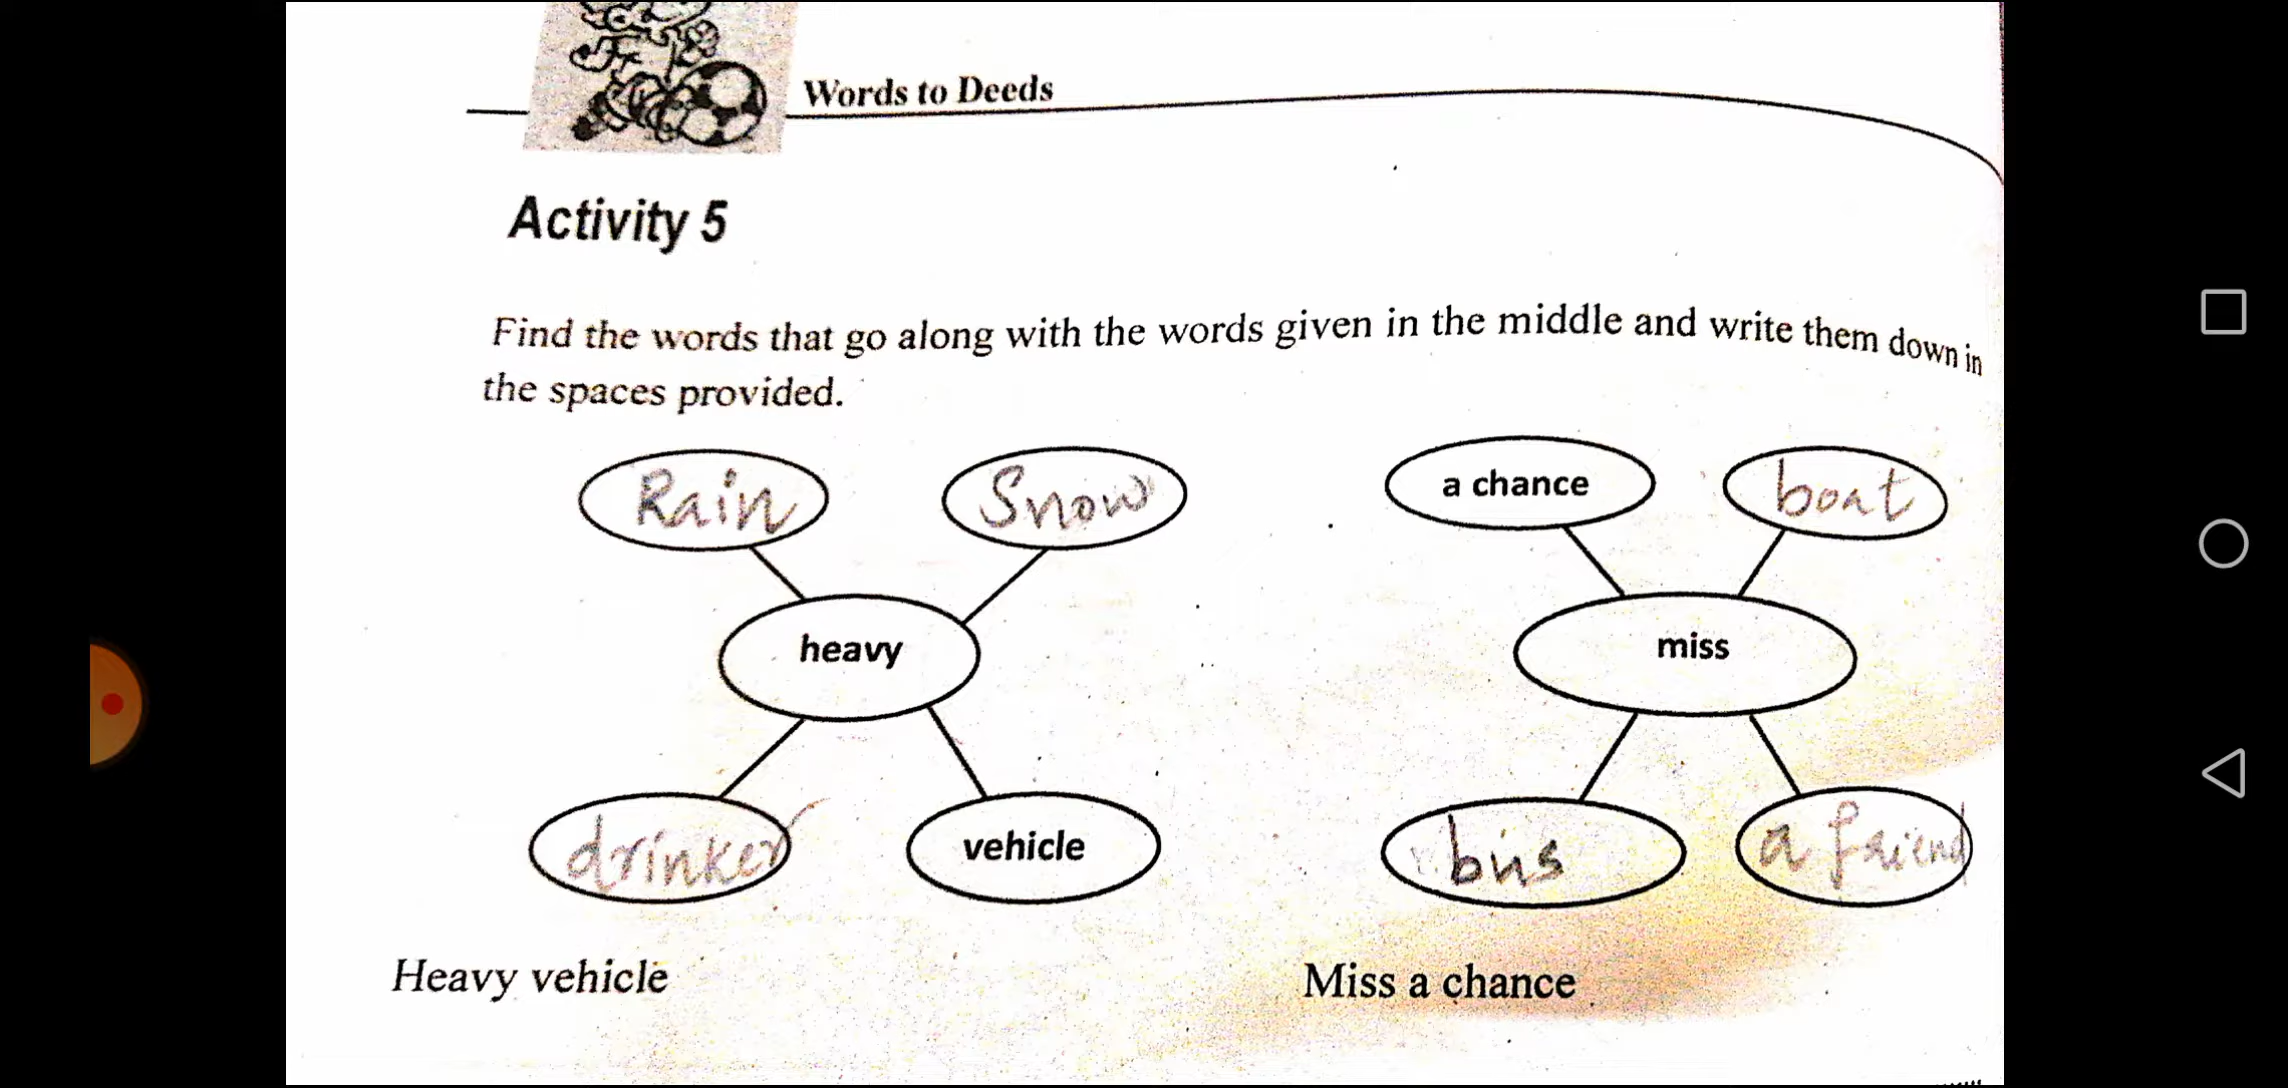 Words to Deeds
Activity 5
Find the words that go along with the words given in the middle and write them down in
the spaces provided.
Rain
Snow
heavy
drinker
vehicle
a chance
boat
miss
bus
a friend
Heavy vehicle
Miss a chance